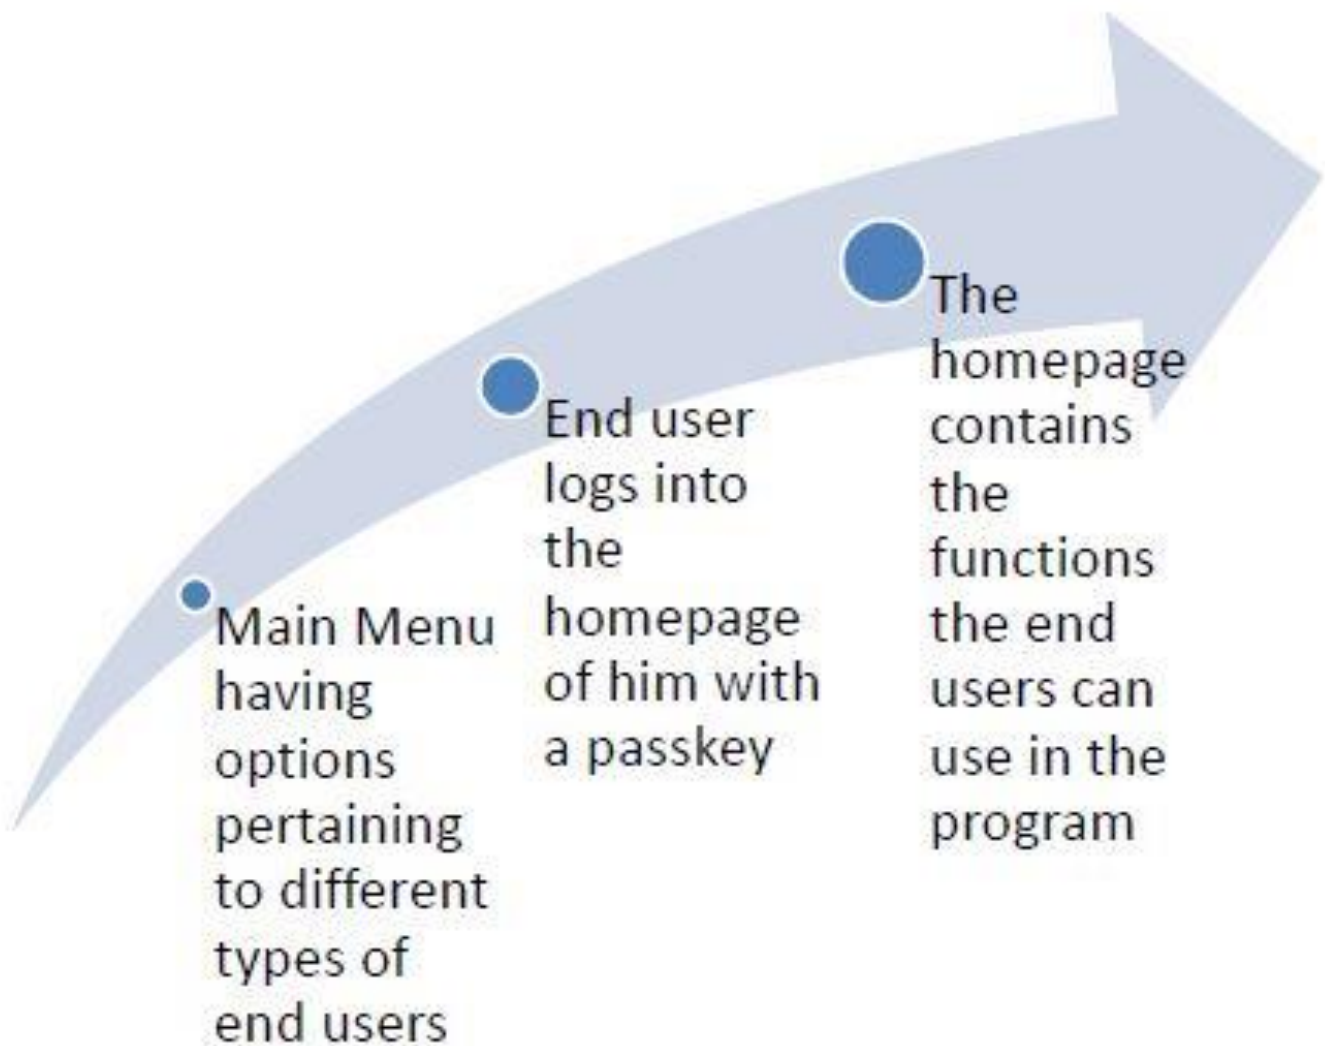 Main Menu
having
options
pertaining
to different
types of
end users
End user
logs into
the
homepage
of him with
a passkey
The
homepage
contains
the
functions
the end
users can
use in the
program